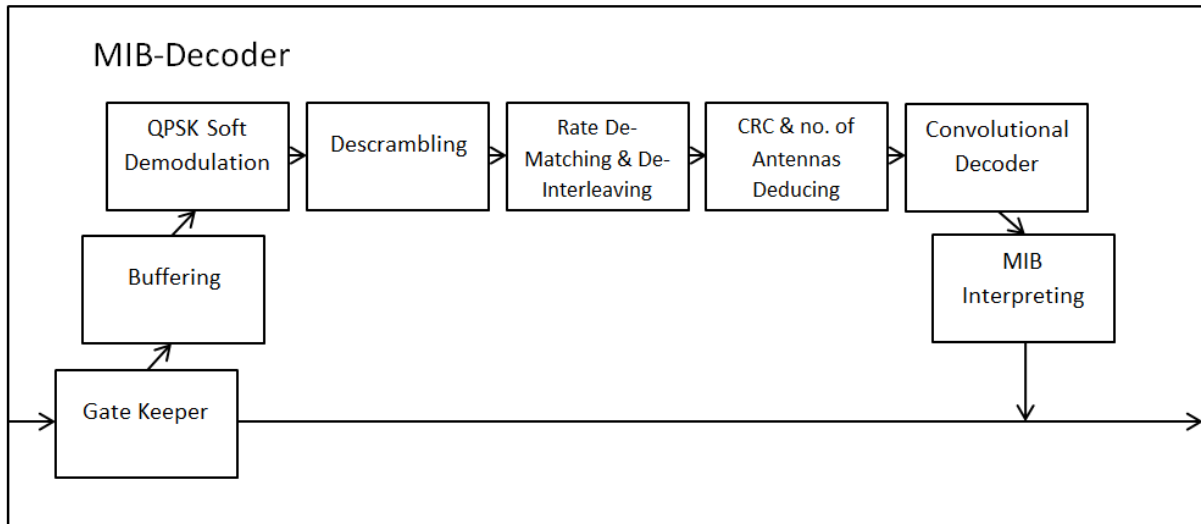 MIB-Decoder
QPSK Soft
Demodulation
Descrambling
Rate De-
Matching & De-
Interleaving
CRC & no. of
Antennas
Deducing
Convolutional
Decoder
Buffering
MIB
Interpreting
Gate Keeper